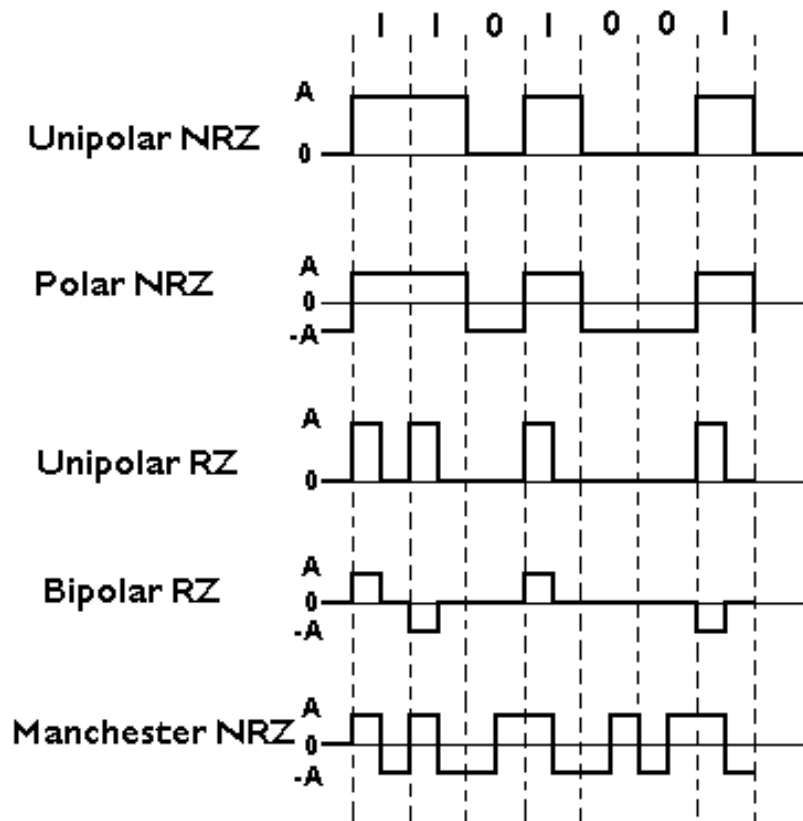 1 1 0 1 0 0 1
A
Unipolar NRZ
0
A
Polar NRZ
0
-A
A
Unipolar RZ
0
A
Bipolar RZ
0
-A
A
Manchester NRZ
0
-A